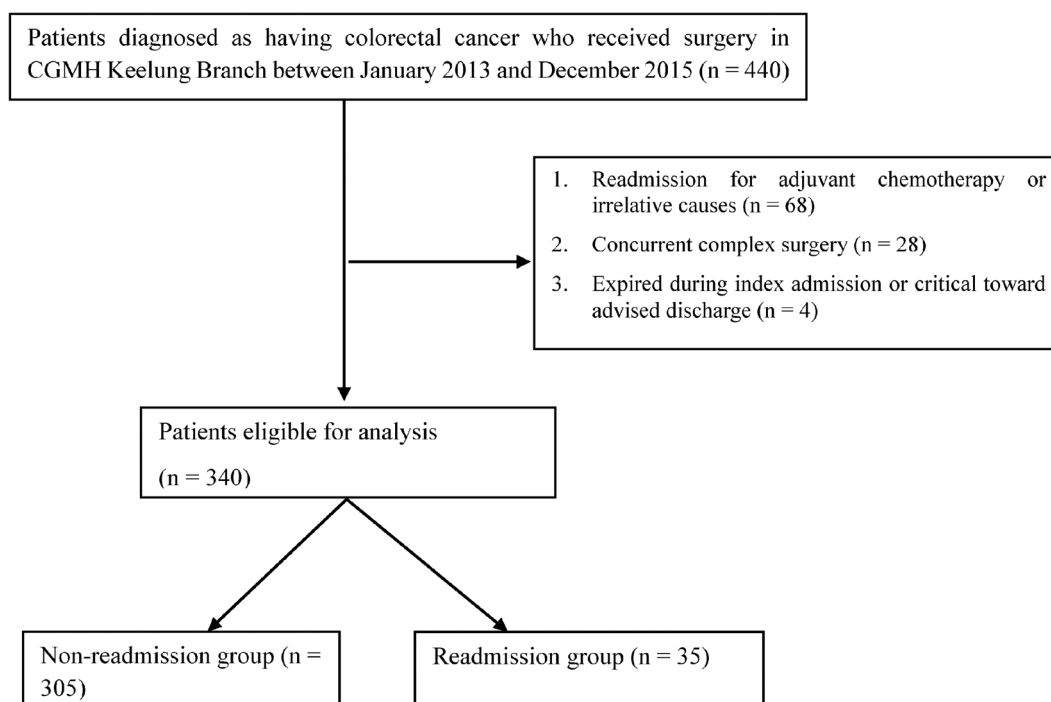 Patients diagnosed as having colorectal cancer who received surgery in
CGMH Keelung Branch between January 2013 and December 2015 (n = 440)
1. Readmission for adjuvant chemotherapy or
irrelative causes (n = 68)
2. Concurrent complex surgery (n = 28)
3. Expired during index admission or critical toward
advised discharge (n = 4)
Patients eligible for analysis
(n = 340)
Non-readmission group (n =
305)
Readmission group (n = 35)